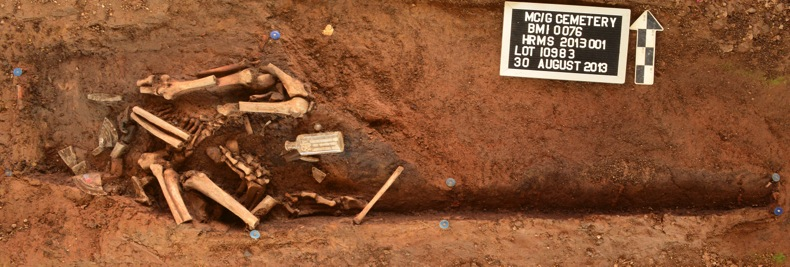 MC/G CEMETERY
BMI 0076
HRMS 2013 001
LOT 10983
30 AUGUST 2013